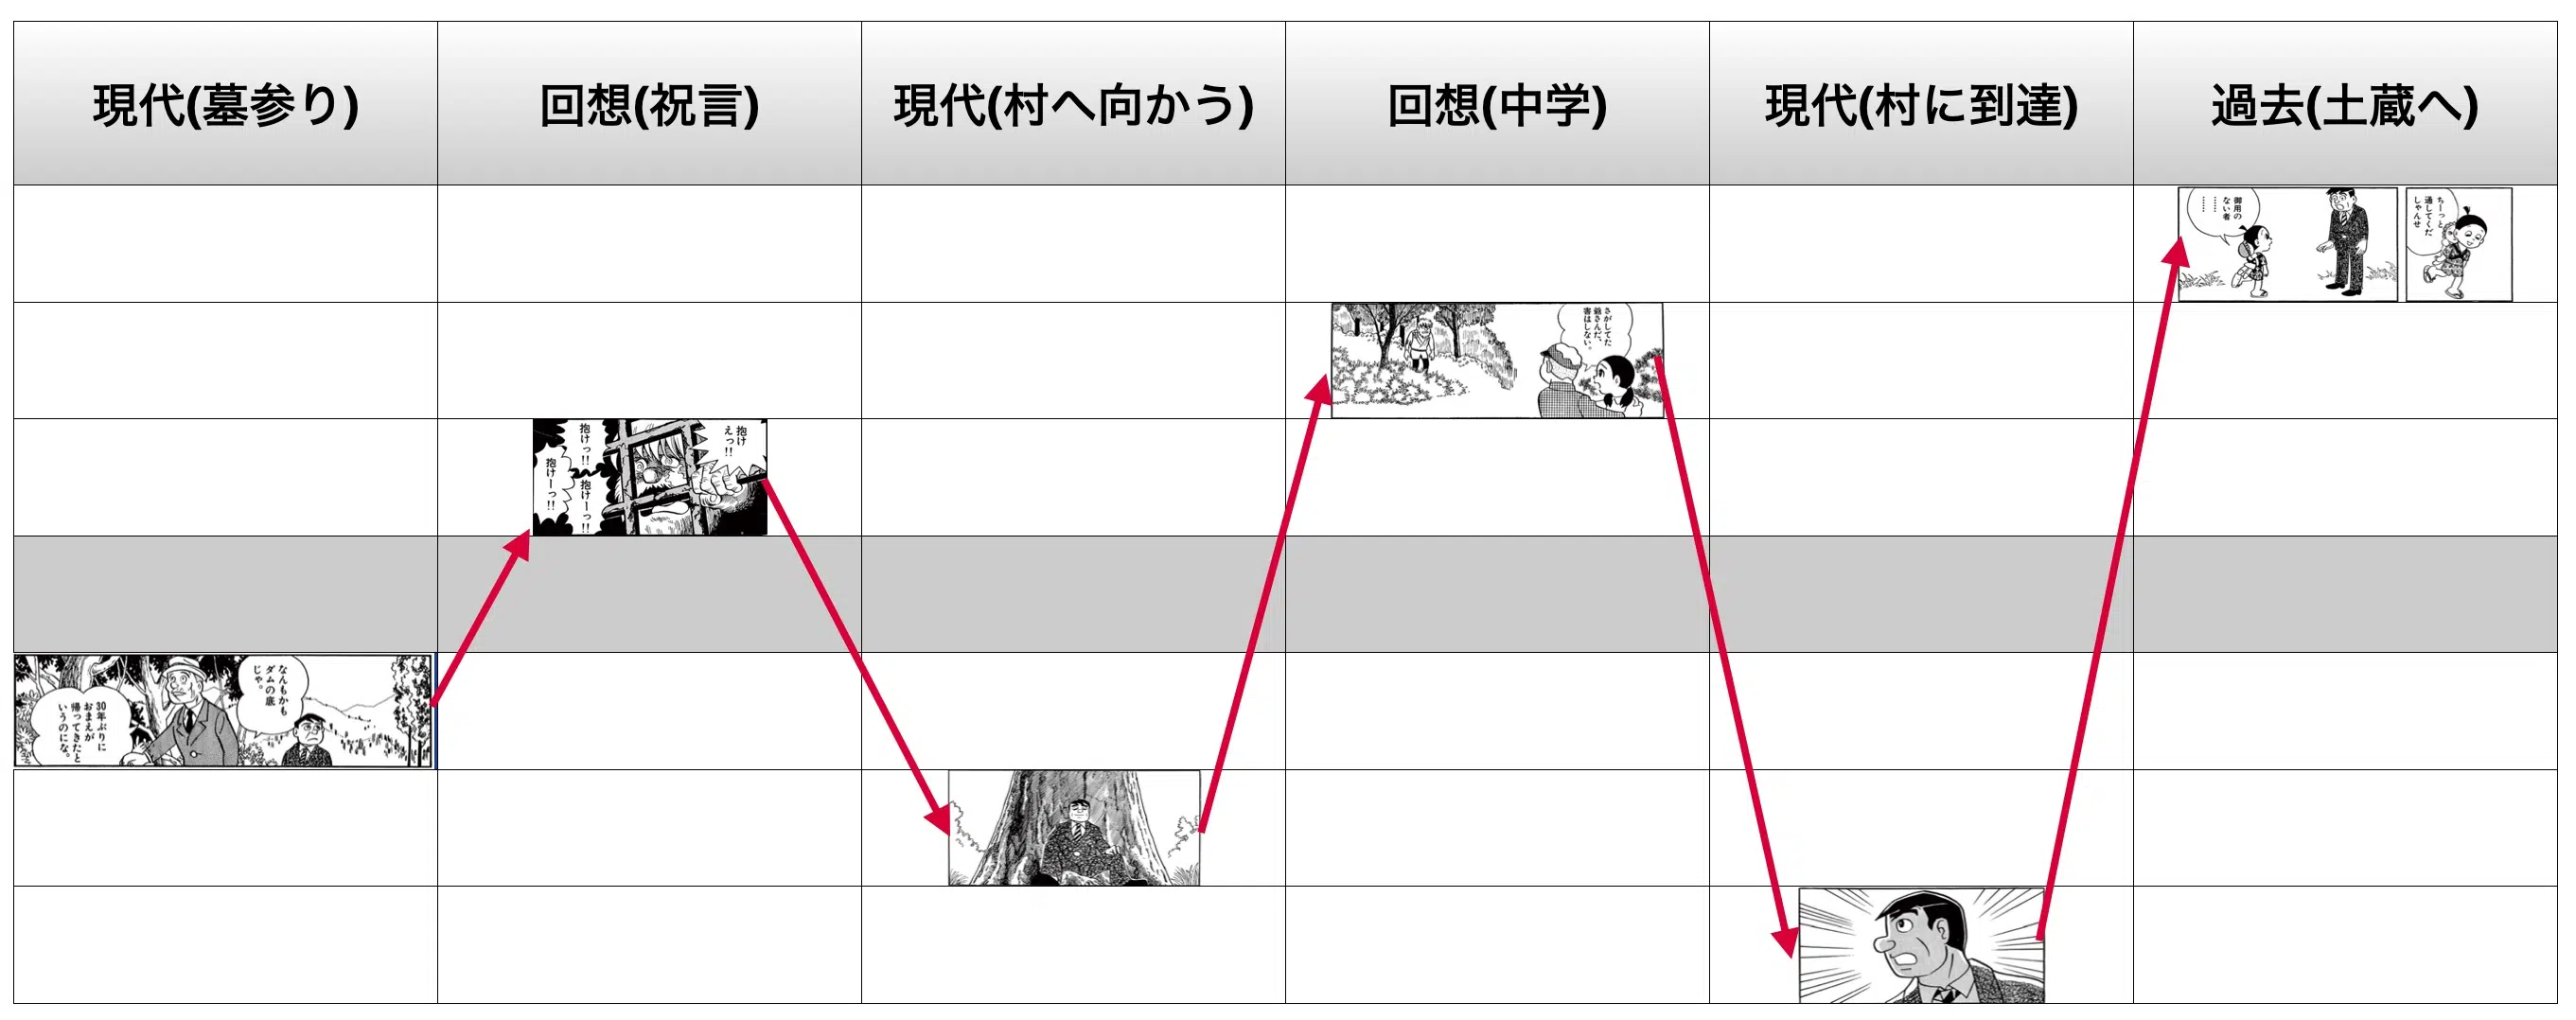 現代(墓参り)
回想(祝言)
現代(村へ向かう)
回想(中学)
現代(村に到達)
過去(土蔵へ)
ちーっと
通してくだ
しゃんせ
御用の
ない者
……
……
さがしてた
爺さんだ、
害はしない。
抱け
えっ!!
抱けっ!!
抱けーっ!!
抱けーっ!!
なんもかも
ダムの底
じゃ。
30年ぶりに
おまえが
帰ってきたと
いうのにな。